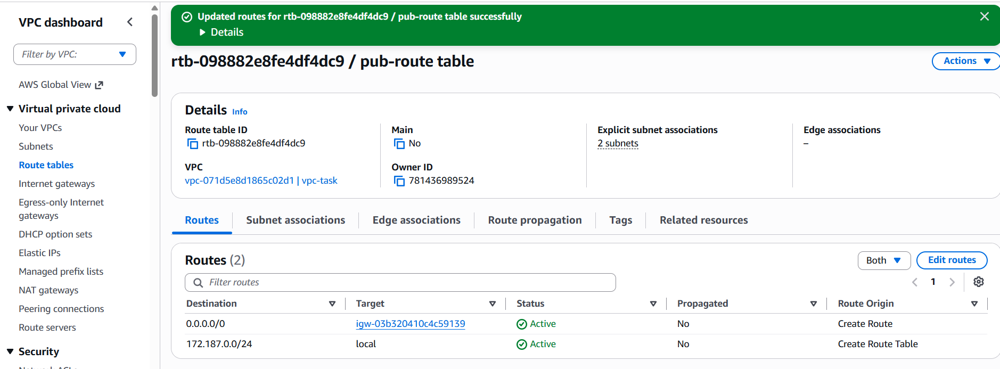 VPC dashboard
Filter by VPC:
AWS Global View
Virtual private cloud
Your VPCs
Subnets
Route tables
Internet gateways
Egress-only Internet
gateways
DHCP option sets
Elastic IPs
Managed prefix lists
NAT gateways
Peering connections
Route servers
Security
Updated routes for rtb-098882e8fe4df4dc9 / pub-route table successfully
Details
rtb-098882e8fe4df4dc9 / pub-route table
Actions
Details Info
Route table ID
rtb-098882e8fe4df4dc9
Main
No
Explicit subnet associations
2 subnets
Edge associations
–
VPC
vpc-071d5e8d1865c02d1 | vpc-task
Owner ID
781436989524
Routes Subnet associations Edge associations Route propagation Tags Related resources
Routes (2)
Both
Edit routes
Filter routes
1
Destination Target Status Propagated Route Origin
0.0.0.0/0 igw-03b320410c4c59139 Active No Create Route
172.187.0.0/24 local Active No Create Route Table